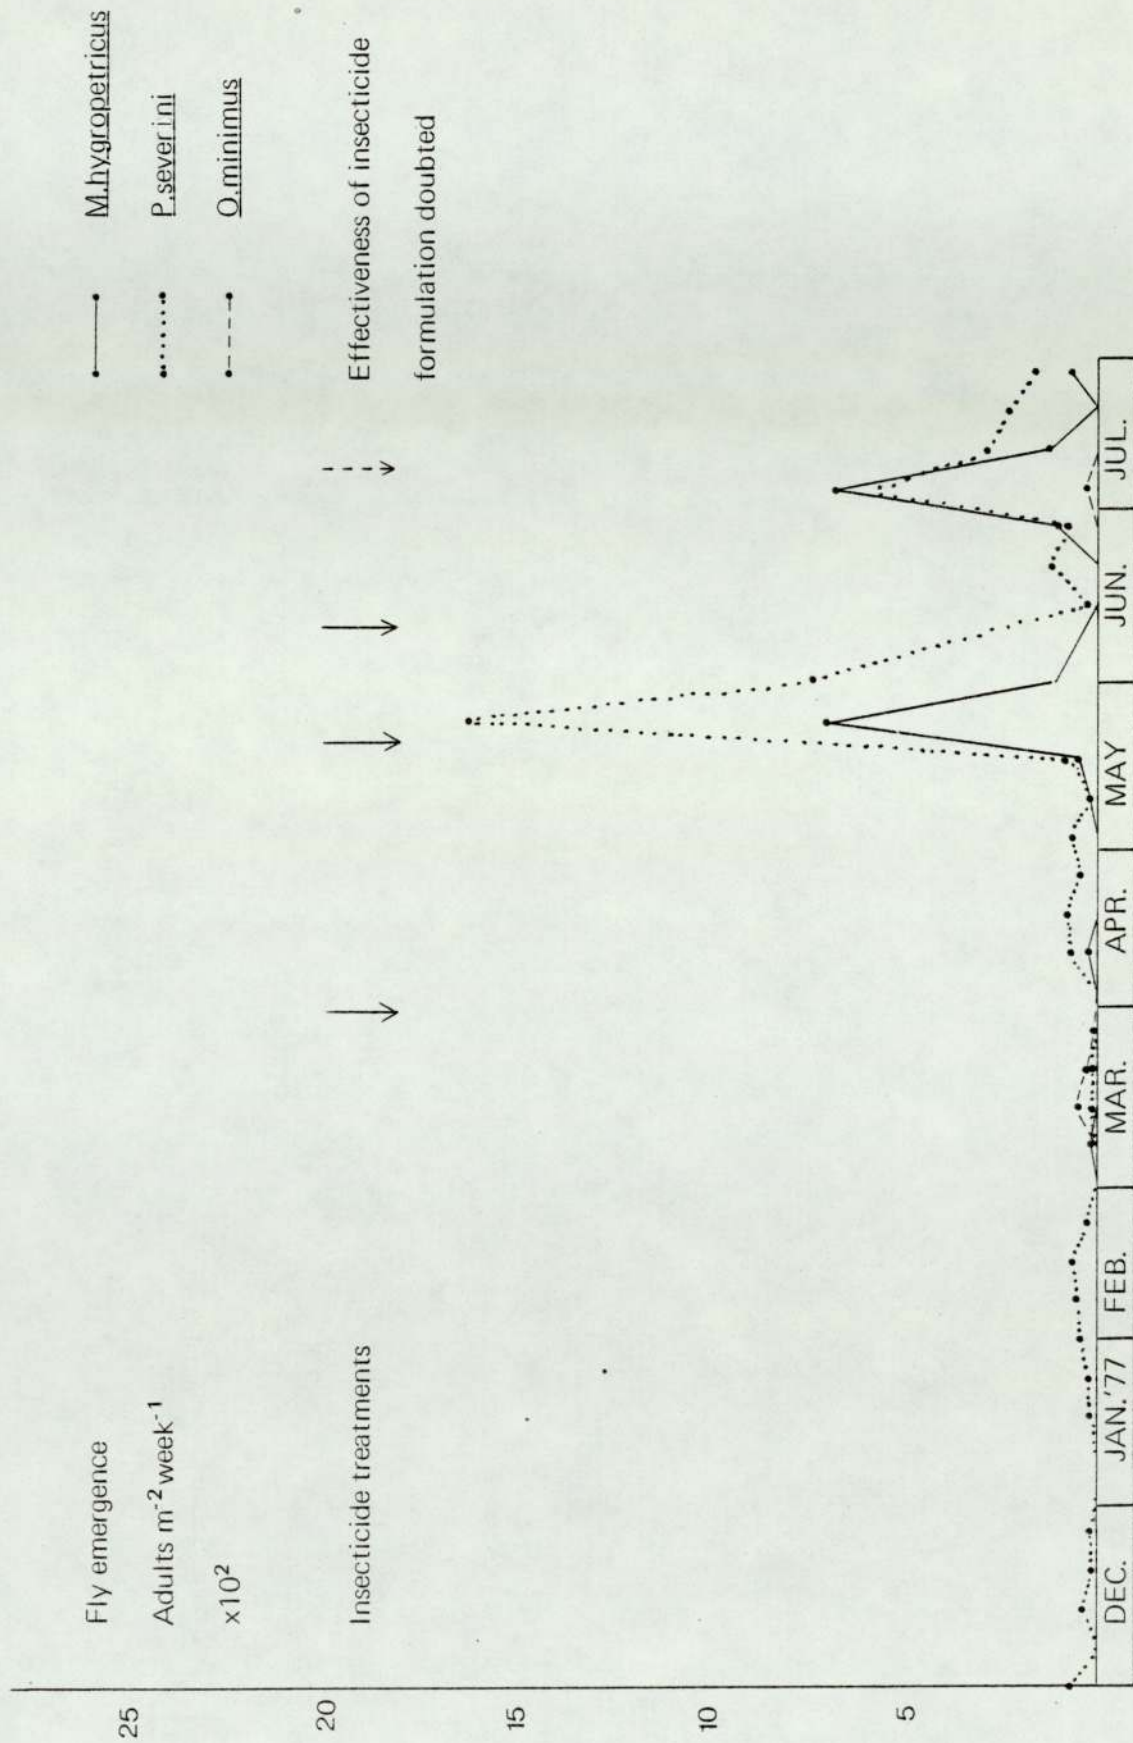 Fly emergence
Adults m⁻² week⁻¹
x10²
M.hygropetricus
P.severini
O.minimus
Insecticide treatments
Effectiveness of insecticide
formulation doubted
25
20
15
10
5
DEC.
JAN.'77
FEB.
MAR.
APR.
MAY
JUN.
JUL.